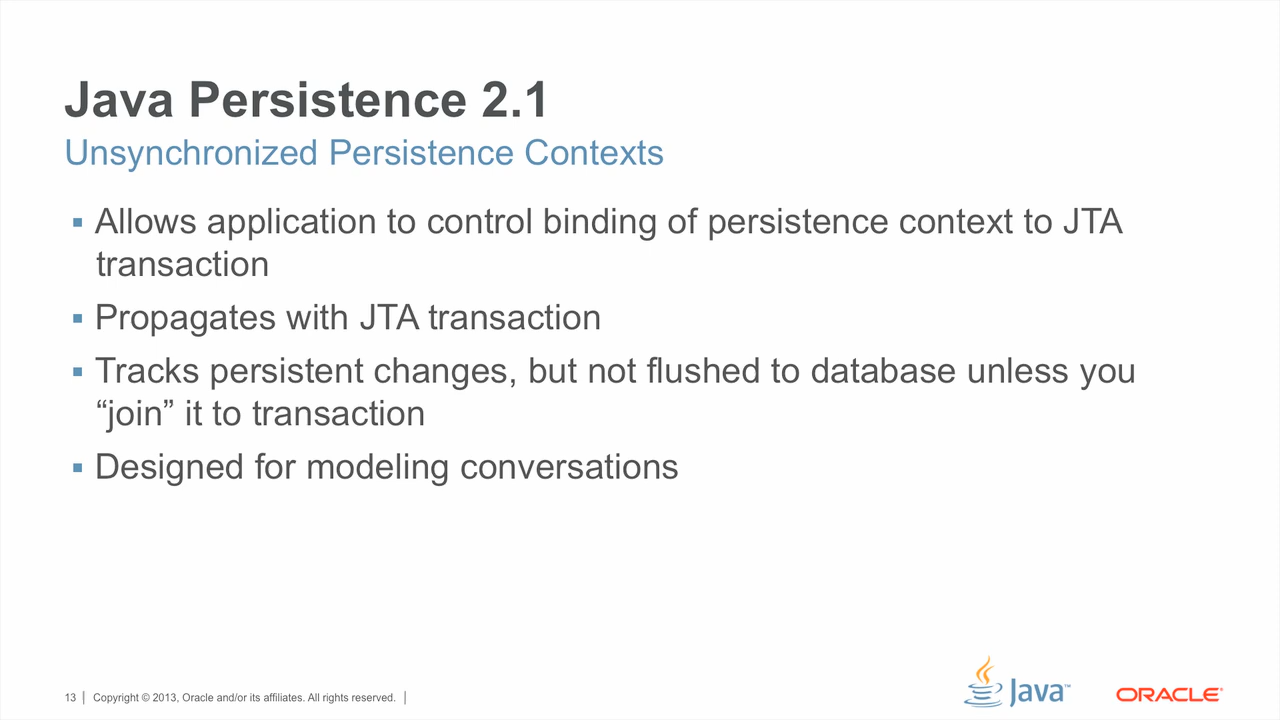 Java Persistence 2.1
Unsynchronized Persistence Contexts
▪ Allows application to control binding of persistence context to JTA
transaction
▪ Propagates with JTA transaction
▪ Tracks persistent changes, but not flushed to database unless you
“join” it to transaction
▪ Designed for modeling conversations
13 | Copyright © 2013, Oracle and/or its affiliates. All rights reserved. |
Java™
ORACLE®